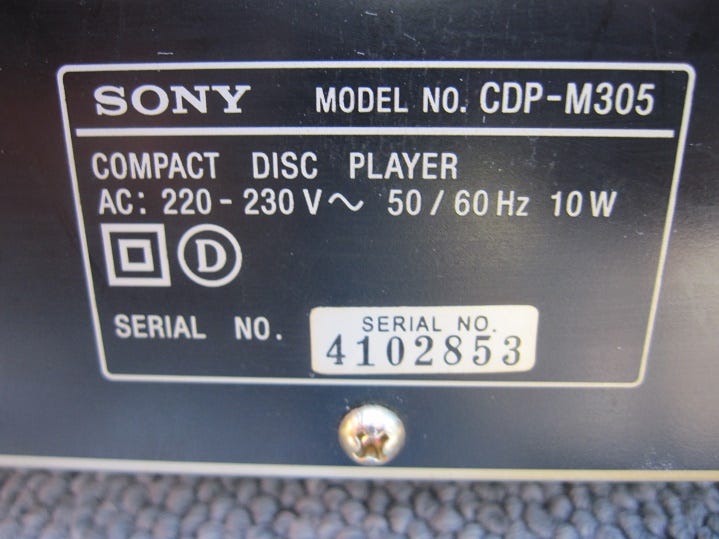 SONY MODEL NO. CDP-M305
COMPACT DISC PLAYER
AC: 220 - 230 V～ 50 / 60 Hz 10 W
D
SERIAL NO.
SERIAL NO.
4102853